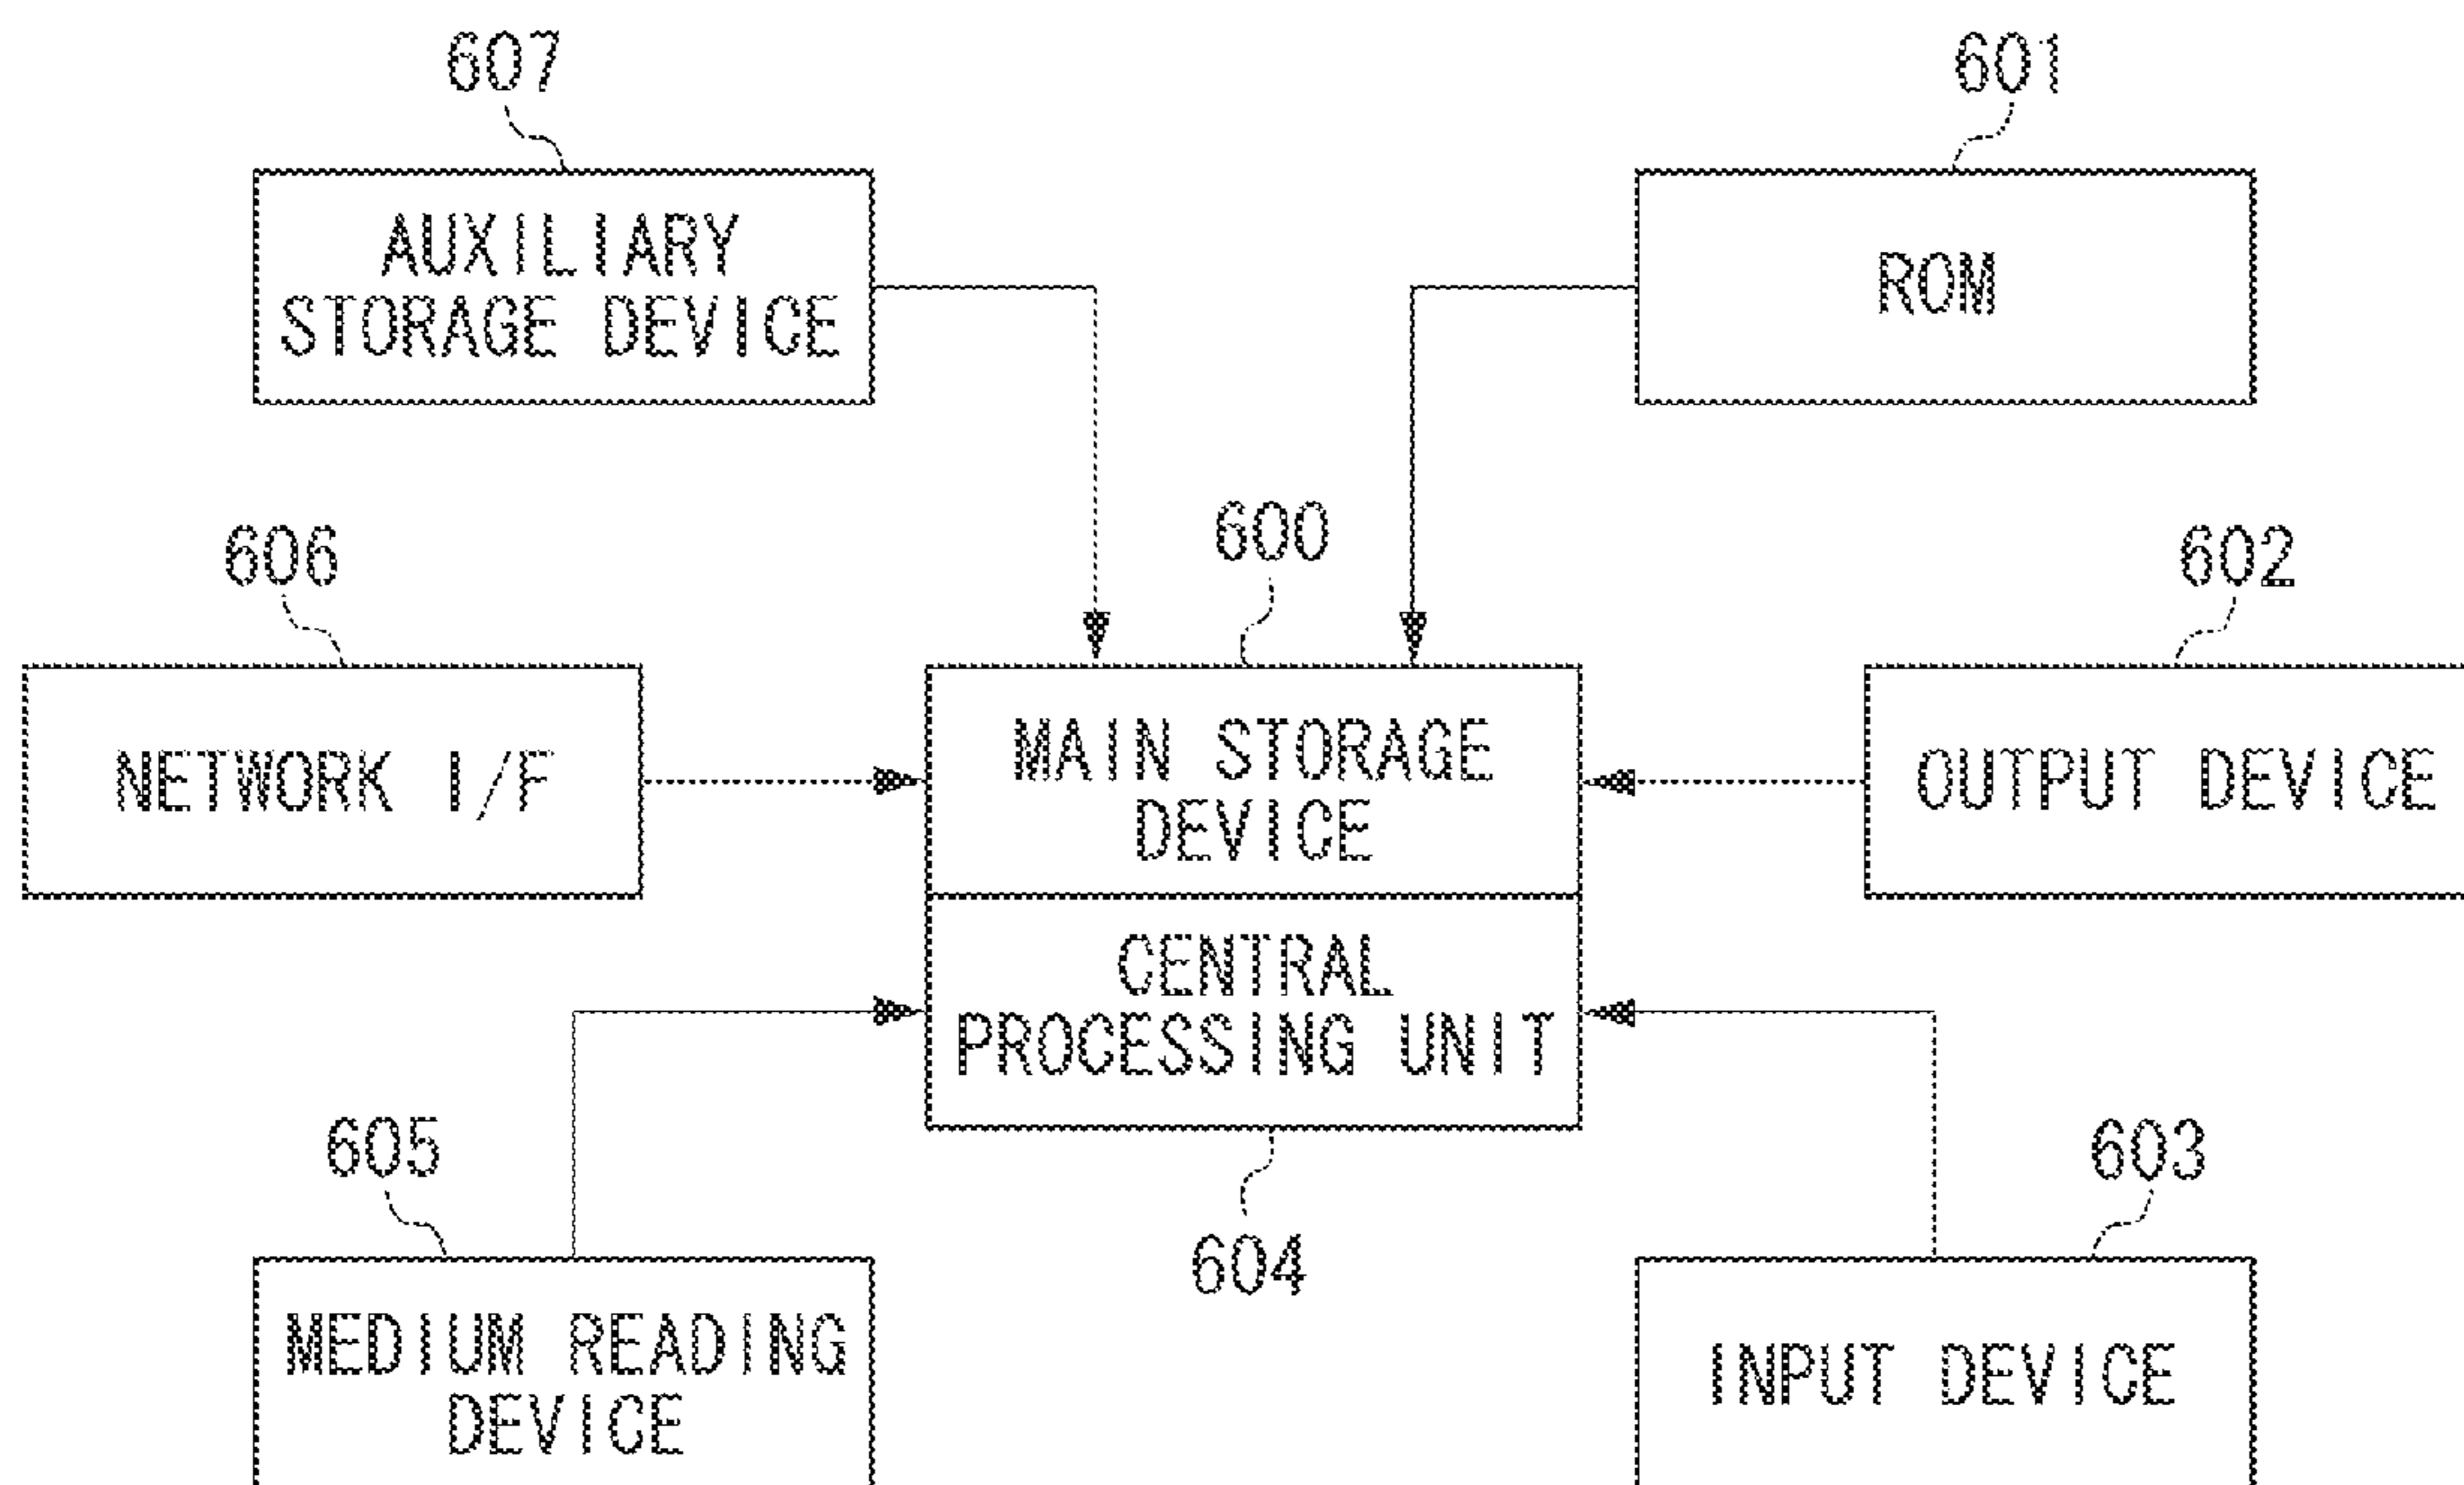 607
601
AUXILIARY
STORAGE DEVICE
ROM
600
606
602
NETWORK I/F
MAIN STORAGE
DEVICE
OUTPUT DEVICE
CENTRAL
PROCESSING UNIT
605
603
604
MEDIUM READING
DEVICE
INPUT DEVICE